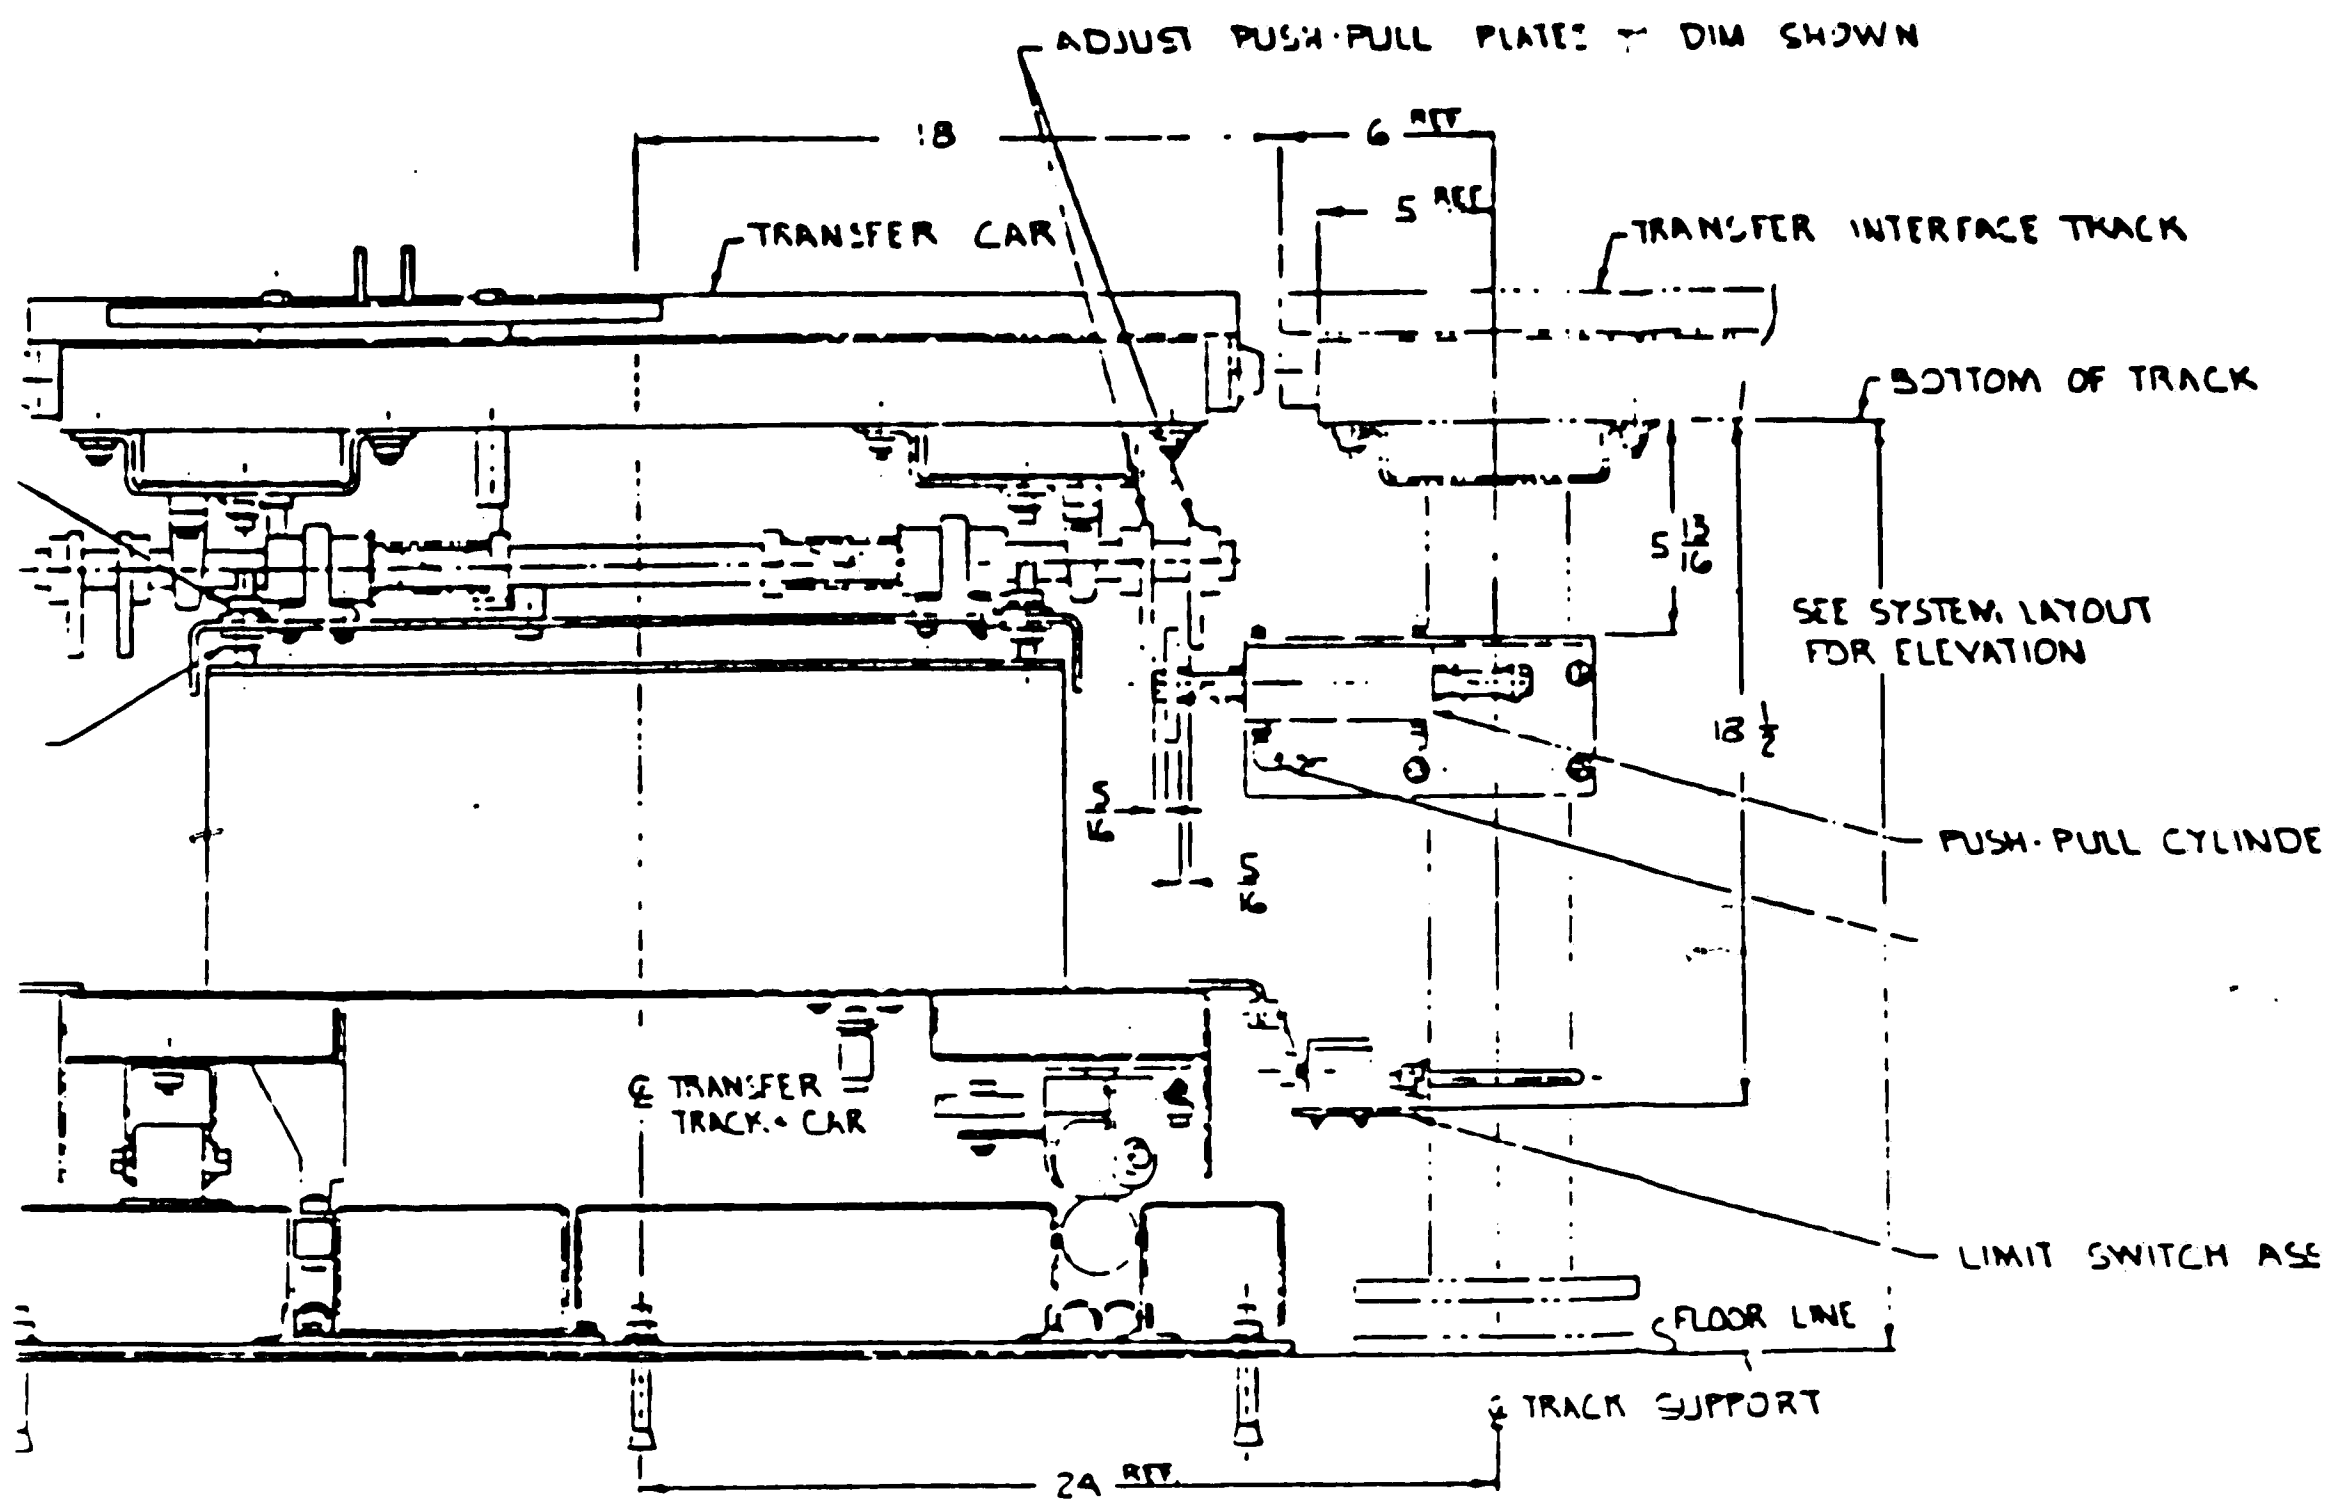 ADJUST PUSH-PULL PLATES DIM SHOWN
18
6 REF
5 REF
TRANSFER CAR
TRANSFER INTERFACE TRACK
BOTTOM OF TRACK
5 13/16
SEE SYSTEM LAYOUT
FOR ELEVATION
1/2
5/16
5/16
PUSH-PULL CYLINDE
℄ TRANSFER
TRACK & CAR
LIMIT SWITCH ASS
FLOOR LINE
℄ TRACK SUPPORT
24 REF.